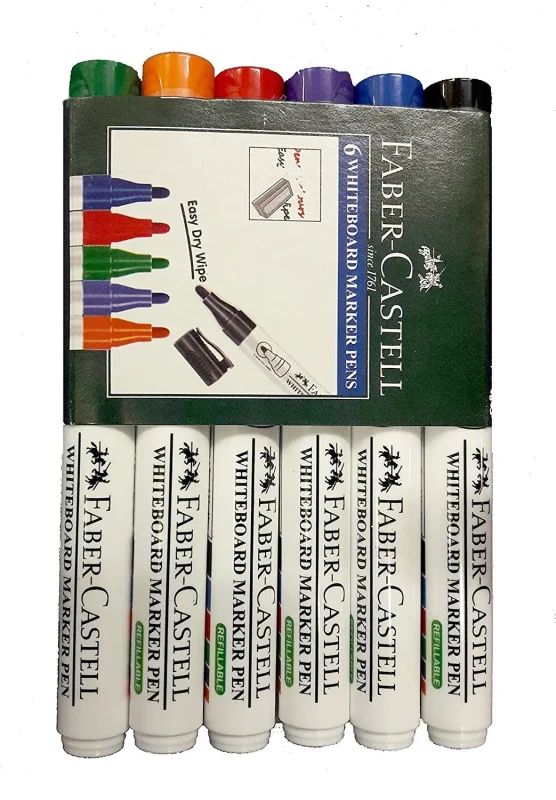 FABER-CASTELL
since 1761
6 WHITEBOARD MARKER PENS
Easy Dry Wipe
FABER-CASTELL
WHITEBOARD MARKER PEN
FABER-CASTELL
WHITEBOARD MARKER PEN
REFILLABLE
FABER-CASTELL
WHITEBOARD MARKER PEN
REFILLABLE
FABER-CASTELL
WHITEBOARD MARKER PEN
REFILLABLE
FABER-CASTELL
WHITEBOARD MARKER PEN
FABER-CASTELL
WHITEBOARD MARKER PEN
REFILLABLE